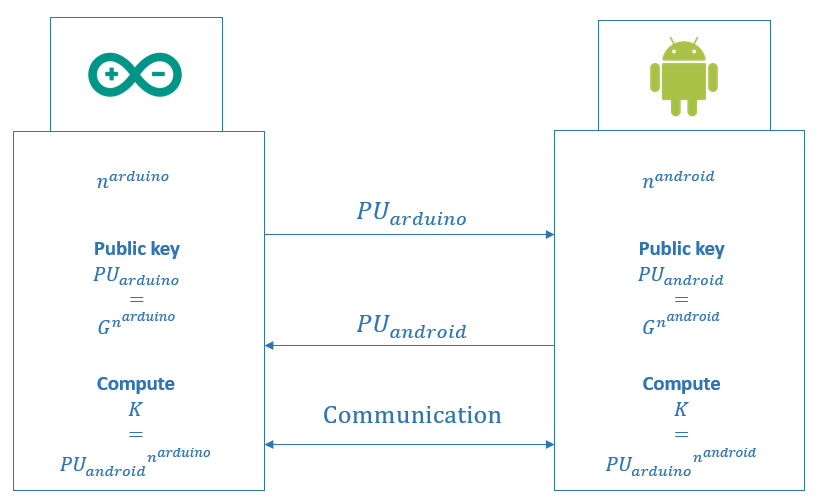 n^arduino
Public key
PU_arduino
=
G^n^arduino
Compute
K
=
PU_android^n^arduino
PU_arduino
PU_android
Communication
n^android
Public key
PU_android
=
G^n^android
Compute
K
=
PU_arduino^n^android